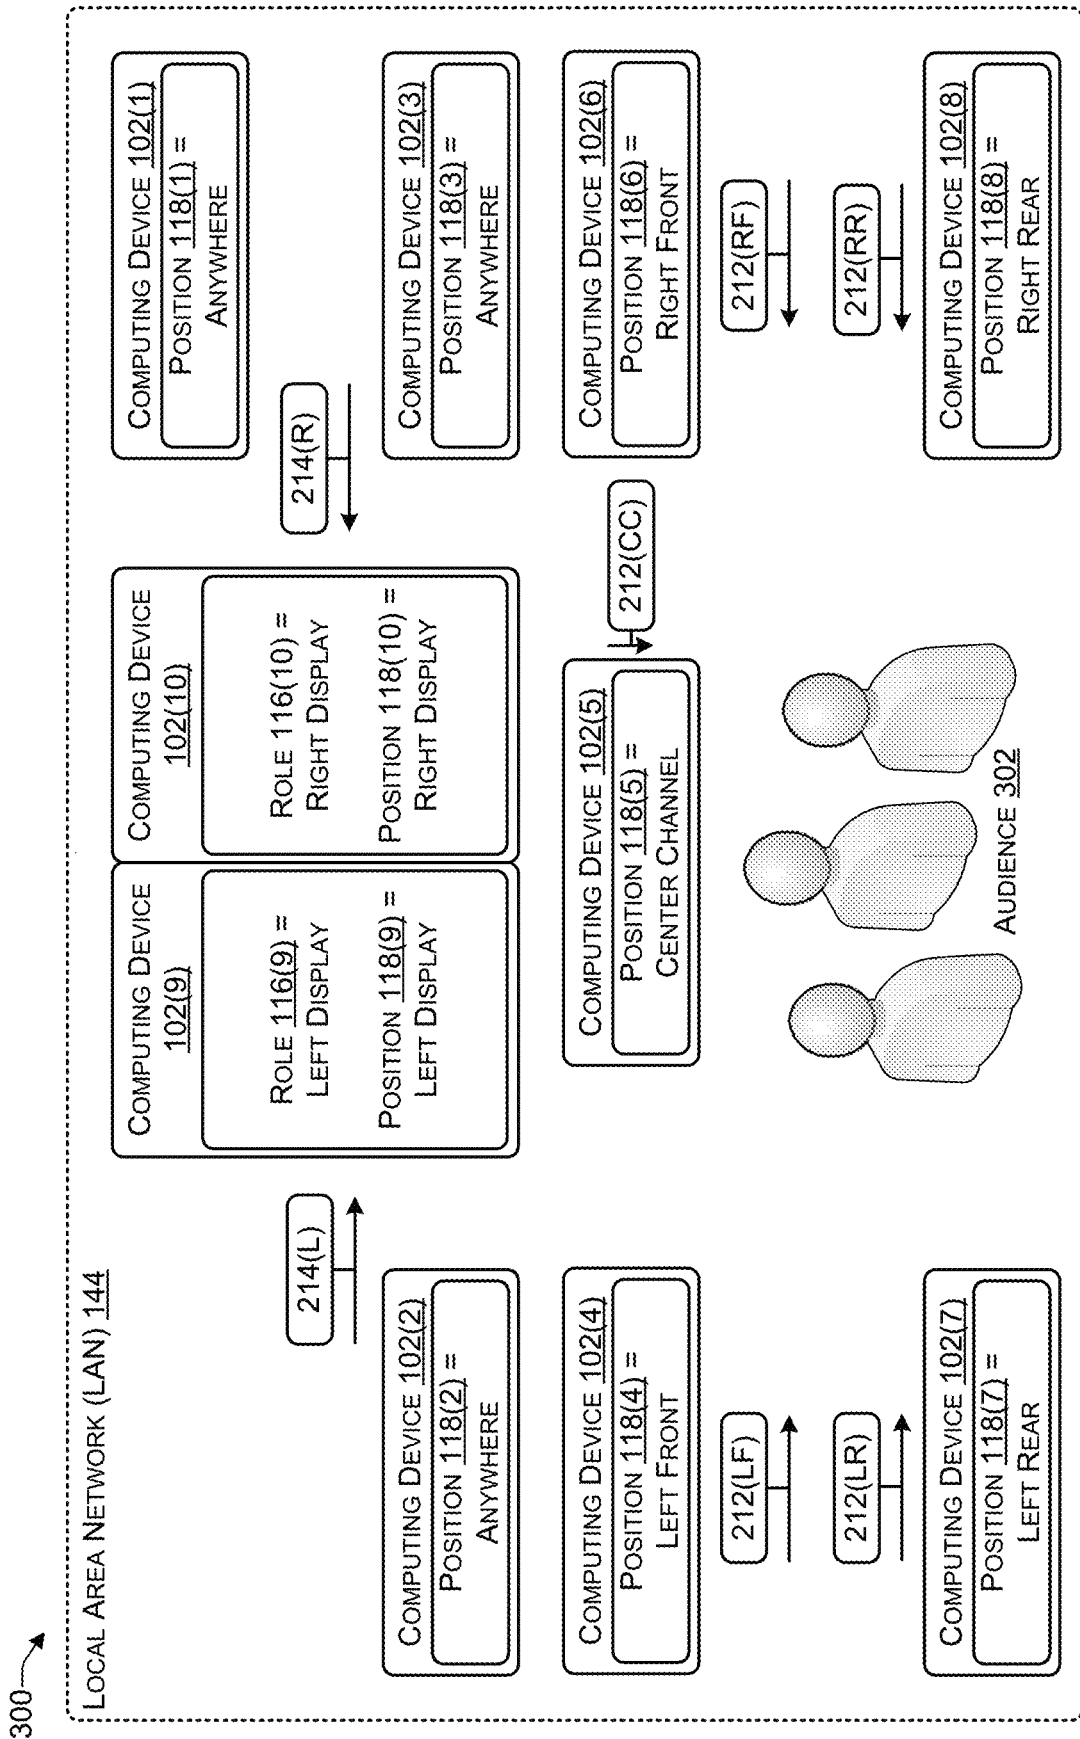 300
LOCAL AREA NETWORK (LAN) 144
COMPUTING DEVICE
102(9)
ROLE 116(9) =
LEFT DISPLAY
POSITION 118(9) =
LEFT DISPLAY
COMPUTING DEVICE
102(10)
ROLE 116(10) =
RIGHT DISPLAY
POSITION 118(10) =
RIGHT DISPLAY
COMPUTING DEVICE 102(1)
POSITION 118(1) =
ANYWHERE
214(L)
214(R)
COMPUTING DEVICE 102(2)
POSITION 118(2) =
ANYWHERE
COMPUTING DEVICE 102(3)
POSITION 118(3) =
ANYWHERE
COMPUTING DEVICE 102(4)
POSITION 118(4) =
LEFT FRONT
COMPUTING DEVICE 102(5)
POSITION 118(5) =
CENTER CHANNEL
212(CC)
COMPUTING DEVICE 102(6)
POSITION 118(6) =
RIGHT FRONT
212(LF)
212(RF)
212(LR)
212(RR)
COMPUTING DEVICE 102(7)
POSITION 118(7) =
LEFT REAR
AUDIENCE 302
COMPUTING DEVICE 102(8)
POSITION 118(8) =
RIGHT REAR